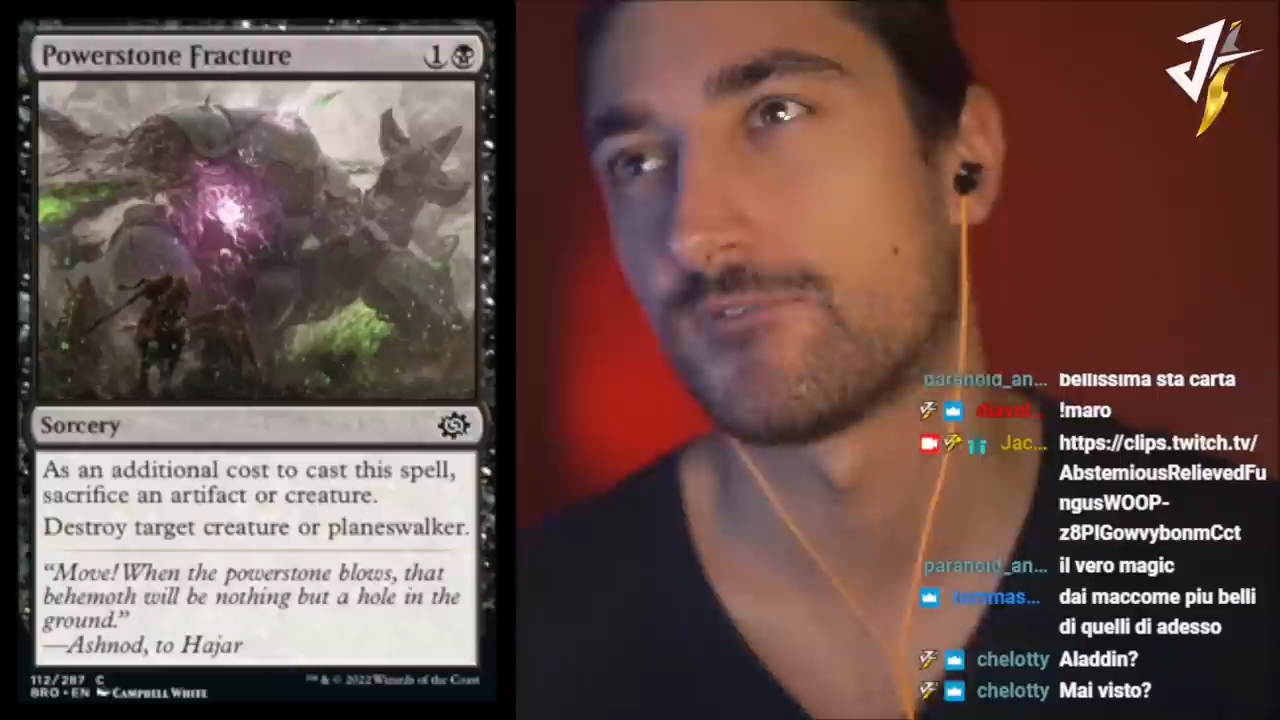 Powerstone Fracture 1
Sorcery
As an additional cost to cast this spell,
sacrifice an artifact or creature.
Destroy target creature or planeswalker.
“Move! When the powerstone blows, that
behemoth will be nothing but a hole in the
ground.”
—Ashnod, to Hajar
112/287 C
BRO • EN CAMPBELL WHITE
™ & © 2022 Wizards of the Coast
paranoid_an... bellissima sta carta
!maro
Jac... https://clips.twitch.tv/
AbstemiousRelievedFu
ngusWOOP-
z8PlGowvybonmCct
paranoid_an... il vero magic
dai maccome piu belli
di quelli di adesso
chelotty Aladdin?
chelotty Mai visto?